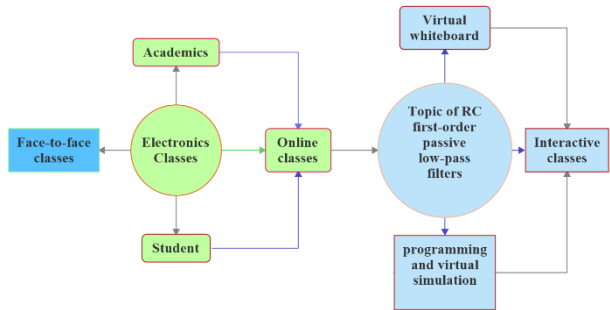 Face-to-face
classes
Academics
Electronics
Classes
Student
Online
classes
Virtual
whiteboard
Topic of RC
first-order
passive
low-pass
filters
programming
and virtual
simulation
Interactive
classes